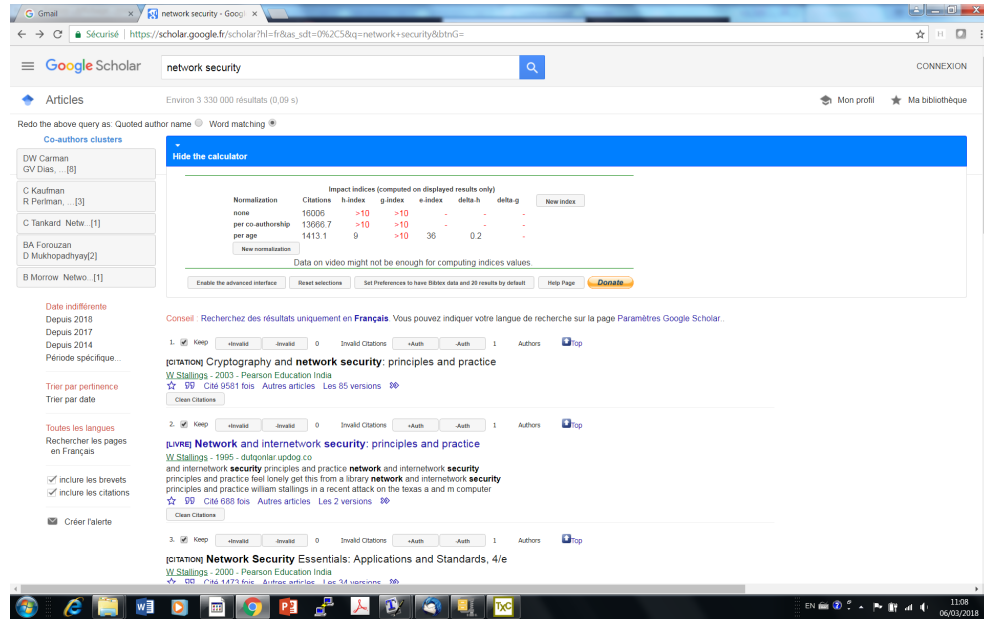 Gmail
network security - Googl
Sécurisé
https://scholar.google.fr/scholar?hl=fr&as_sdt=0%2C5&q=network+security&btnG=
Google Scholar
network security
CONNEXION
Articles
Environ 3 330 000 résultats (0,09 s)
Mon profil
Ma bibliothèque
Redo the above query as: Quoted author name Word matching
Co-authors clusters
DW Carman
GV Dias, ...[8]
C Kaufman
R Perlman, ...[3]
C Tankard Netw...[1]
BA Forouzan
D Mukhopadhyay[2]
B Morrow Netwo...[1]
Date indifférente
Depuis 2018
Depuis 2017
Depuis 2014
Période spécifique...
Trier par pertinence
Trier par date
Toutes les langues
Rechercher les pages
en Français
inclure les brevets
inclure les citations
Créer l'alerte
Hide the calculator
Impact indices (computed on displayed results only)
Normalization Citations h-index g-index e-index delta-h delta-g New index
none 16006 >10 >10 - - -
per co-authorship 13666.7 >10 >10 - - -
per age 1413.1 9 >10 36 0.2 -
New normalization
Data on video might not be enough for computing indices values.
Enable the advanced interface Reset selections Set Preferences to have Bibtex data and 20 results by default Help Page Donate
Conseil : Recherchez des résultats uniquement en Français. Vous pouvez indiquer votre langue de recherche sur la page Paramètres Google Scholar..
1. Keep +Invalid -Invalid 0 Invalid Citations +Auth -Auth 1 Authors Top
[CITATION] Cryptography and network security: principles and practice
W Stallings - 2003 - Pearson Education India
Cité 9581 fois Autres articles Les 85 versions
Clean Citations
2. Keep +Invalid -Invalid 0 Invalid Citations +Auth -Auth 1 Authors Top
[LIVRE] Network and internetwork security: principles and practice
W Stallings - 1995 - dutqonlar.updog.co
and internetwork security principles and practice network and internetwork security
principles and practice feel lonely get this from a library network and internetwork security
principles and practice william stallings in a recent attack on the texas a and m computer
Cité 688 fois Autres articles Les 2 versions
Clean Citations
3. Keep +Invalid -Invalid 0 Invalid Citations +Auth -Auth 1 Authors Top
[CITATION] Network Security Essentials: Applications and Standards, 4/e
W Stallings - 2000 - Pearson Education India
Cité 1473 fois Autres articles Les 34 versions
TXC
EN
11:08
06/03/2018